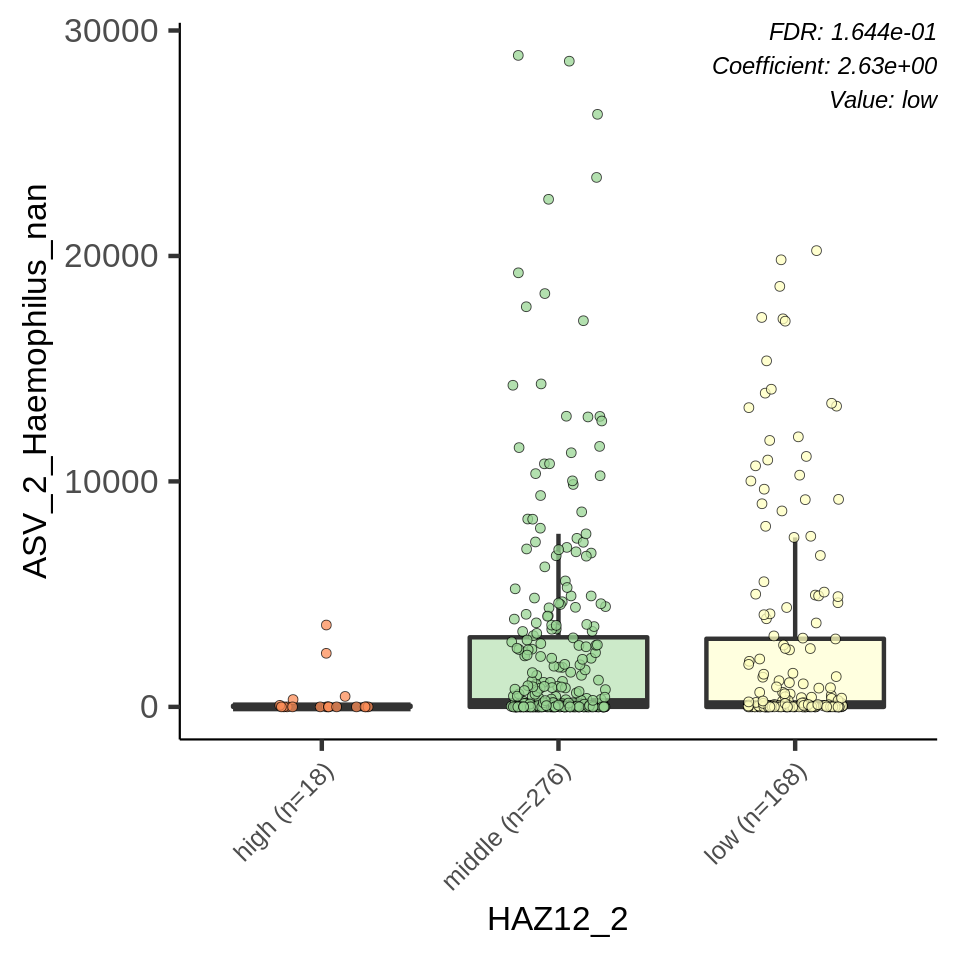 30000
20000
10000
0
ASV_2_Haemophilus_nan
FDR: 1.644e-01
Coefficient: 2.63e+00
Value: low
high (n=18)
middle (n=276)
low (n=168)
HAZ12_2